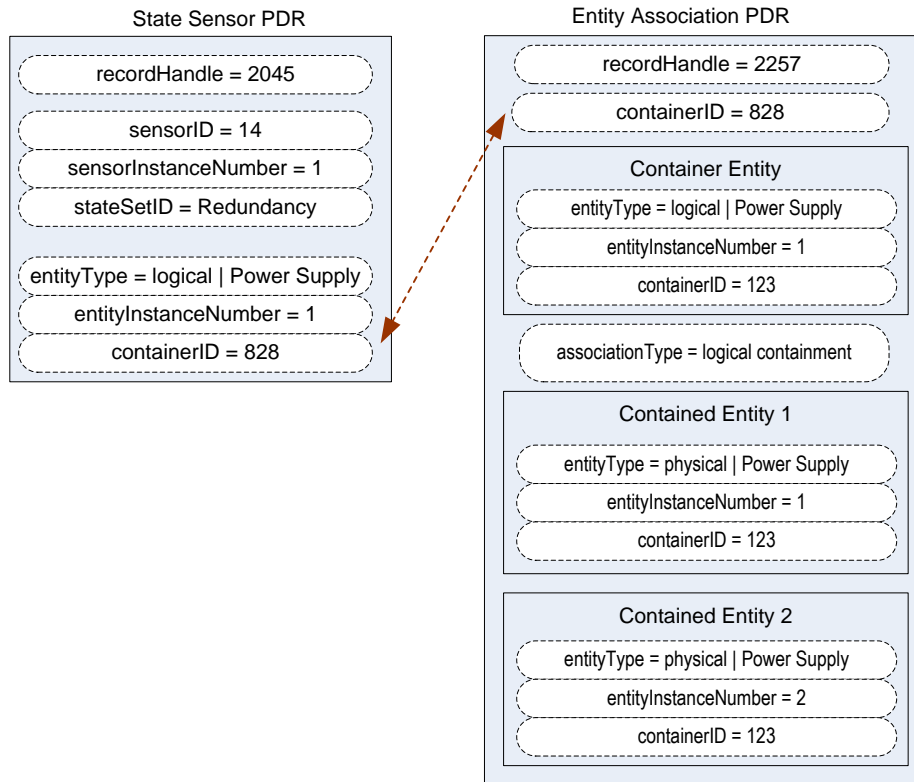 State Sensor PDR
recordHandle = 2045
sensorID = 14
sensorInstanceNumber = 1
stateSetID = Redundancy
entityType = logical | Power Supply
entityInstanceNumber = 1
containerID = 828
Entity Association PDR
recordHandle = 2257
containerID = 828
Container Entity
entityType = logical | Power Supply
entityInstanceNumber = 1
containerID = 123
associationType = logical containment
Contained Entity 1
entityType = physical | Power Supply
entityInstanceNumber = 1
containerID = 123
Contained Entity 2
entityType = physical | Power Supply
entityInstanceNumber = 2
containerID = 123